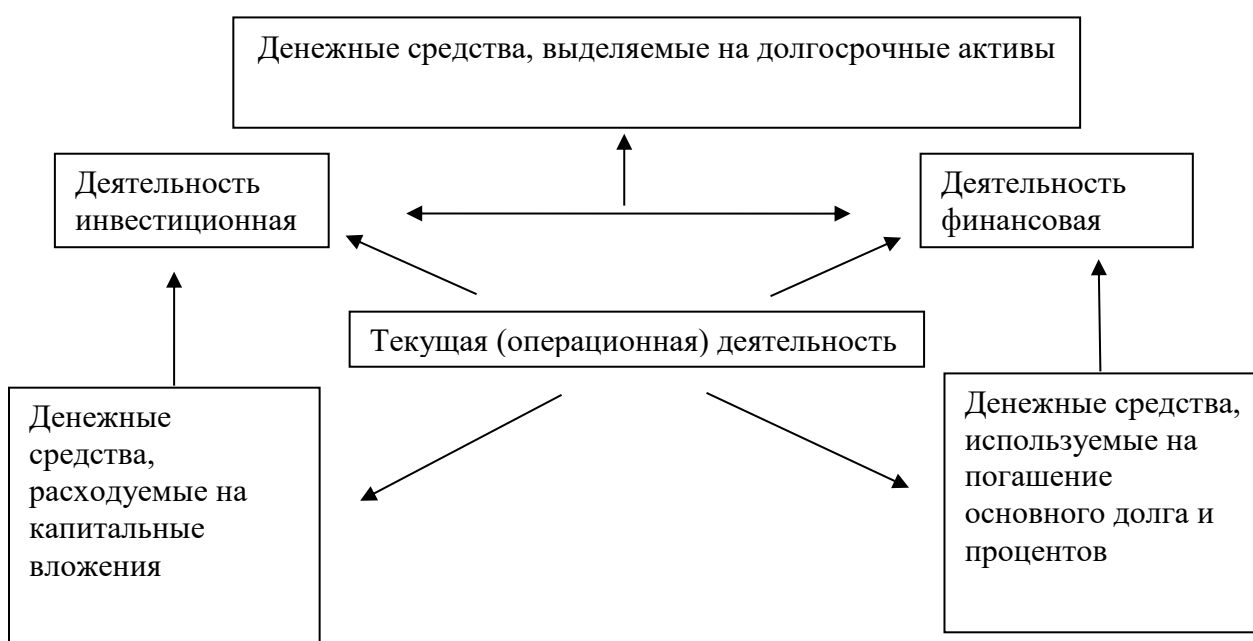 Денежные средства, выделяемые на долгосрочные активы
Деятельность
инвестиционная
Деятельность
финансовая
Текущая (операционная) деятельность
Денежные
средства,
расходуемые на
капитальные
вложения
Денежные средства,
используемые на
погашение
основного долга и
процентов